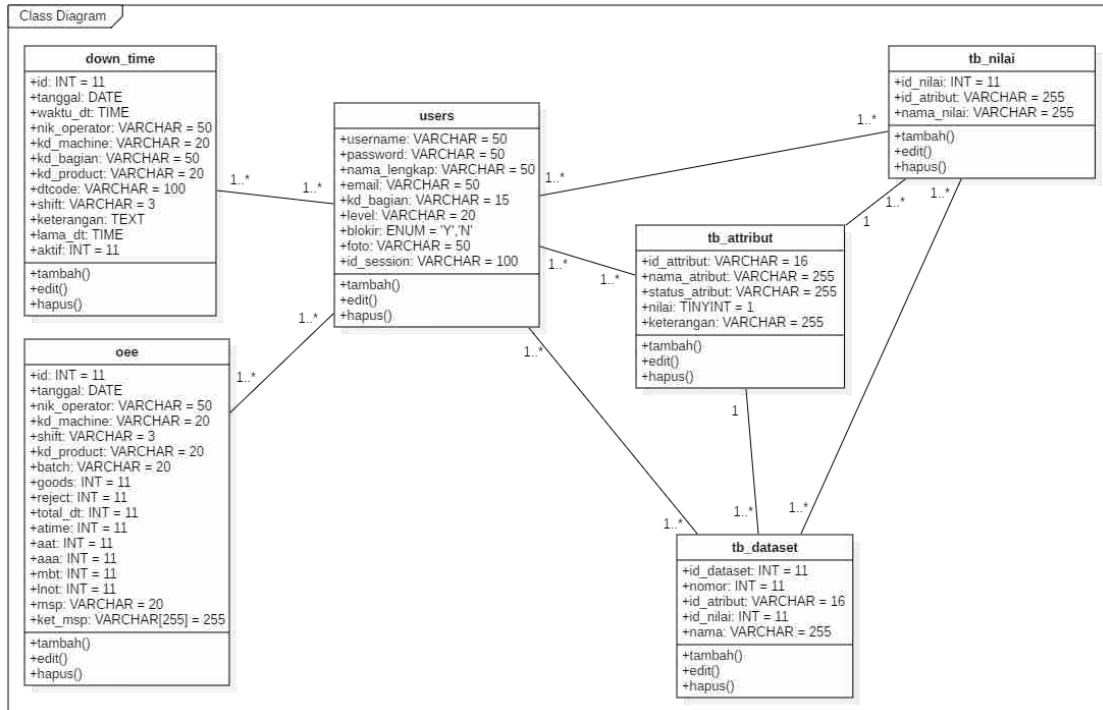 Class Diagram
down_time
+id: INT = 11
+tanggal: DATE
+waktu_dt: TIME
+nik_operator: VARCHAR = 50
+kd_machine: VARCHAR = 20
+kd_bagian: VARCHAR = 50
+kd_product: VARCHAR = 20
+dtcode: VARCHAR = 100
+shift: VARCHAR = 3
+keterangan: TEXT
+lama_dt: TIME
+aktif: INT = 11
+tambah()
+edit()
+hapus()
1..*
1..*
users
+username: VARCHAR = 50
+password: VARCHAR = 50
+nama_lengkap: VARCHAR = 50
+email: VARCHAR = 50
+kd_bagian: VARCHAR = 15
+level: VARCHAR = 20
+blokir: ENUM = 'Y','N'
+foto: VARCHAR = 50
+id_session: VARCHAR = 100
+tambah()
+edit()
+hapus()
1..*
1..*
tb_nilai
+id_nilai: INT = 11
+id_atribut: VARCHAR = 255
+nama_nilai: VARCHAR = 255
+tambah()
+edit()
+hapus()
1..*
1
1..*
1..*
1..*
1..*
tb_attribut
+id_attribut: VARCHAR = 16
+nama_atribut: VARCHAR = 255
+status_atribut: VARCHAR = 255
+nilai: TINYINT = 1
+keterangan: VARCHAR = 255
+tambah()
+edit()
+hapus()
1..*
1..*
1..*
1
oee
+id: INT = 11
+tanggal: DATE
+nik_operator: VARCHAR = 50
+kd_machine: VARCHAR = 20
+shift: VARCHAR = 3
+kd_product: VARCHAR = 20
+batch: VARCHAR = 20
+goods: INT = 11
+reject: INT = 11
+total_dt: INT = 11
+atime: INT = 11
+aat: INT = 11
+aaa: INT = 11
+mbt: INT = 11
+lnot: INT = 11
+msp: VARCHAR = 20
+ket_msp: VARCHAR[255] = 255
+tambah()
+edit()
+hapus()
1..*
1..*
1..*
tb_dataset
+id_dataset: INT = 11
+nomor: INT = 11
+id_atribut: VARCHAR = 16
+id_nilai: INT = 11
+nama: VARCHAR = 255
+tambah()
+edit()
+hapus()